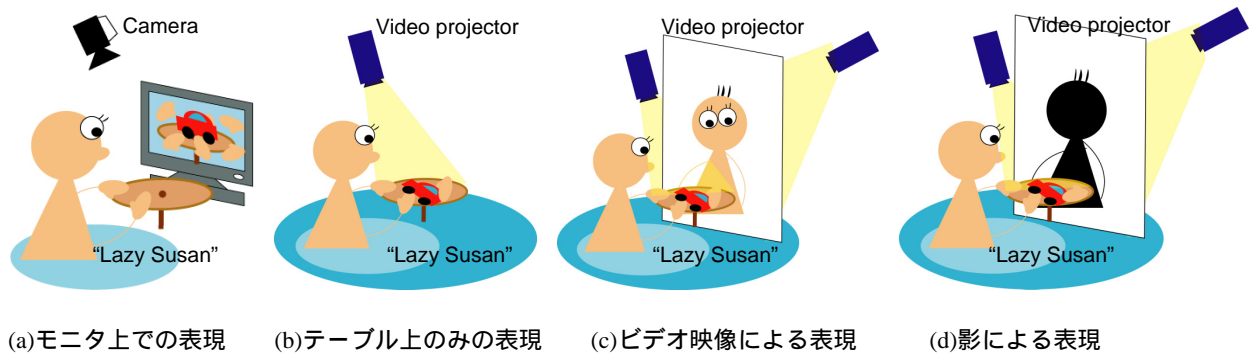 Camera
Video projector
Video projector
Video projector
“Lazy Susan”
“Lazy Susan”
“Lazy Susan”
“Lazy Susan”
(a)モニタ上での表現
(b)テーブル上のみの表現
(c)ビデオ映像による表現
(d)影による表現